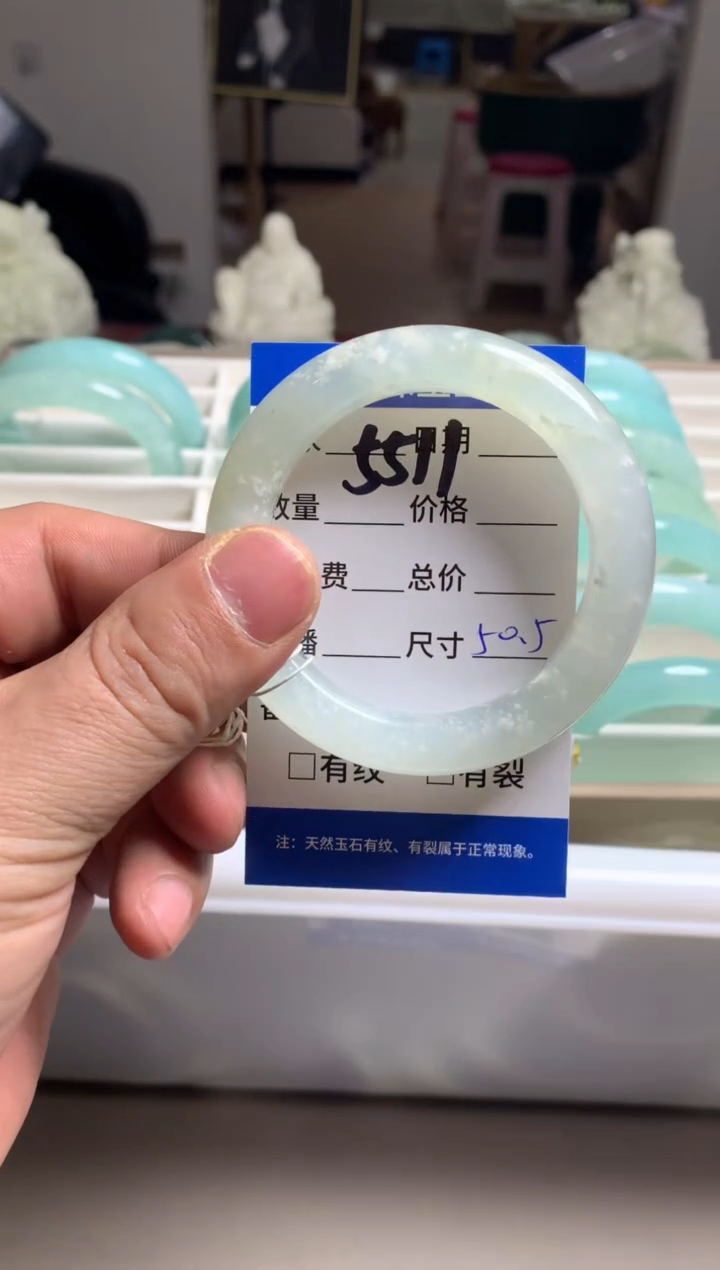 5511
日期
数量 价格
费 总价
播 尺寸 50.5
□有纹 □有裂
注：天然玉石有纹、有裂属于正常现象。